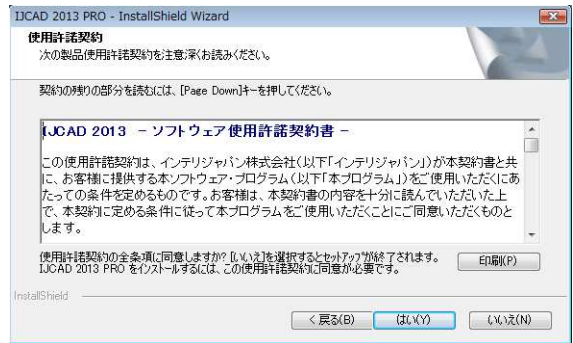 IJCAD 2013 PRO - InstallShield Wizard
使用許諾契約
次の製品使用許諾契約を注意深くお読みください。
契約の残りの部分を読むには、[Page Down]キーを押してください。
IJCAD 2013 － ソフトウェア使用許諾契約書 －
この使用許諾契約は、インテリジャパン株式会社(以下「インテリジャパン」)が本契約書と共
に、お客様に提供する本ソフトウェア・プログラム(以下「本プログラム」)をご使用いただくにあ
たっての条件を定めるものです。お客様は、本契約書の内容を十分に読んでいただいた上
で、本契約に定める条件に従って本プログラムをご使用いただくことにご同意いただくものと
します。
使用許諾契約の全条項に同意しますか? [いいえ]を選択するとセットアップが終了されます。
IJCAD 2013 PRO をインストールするには、この使用許諾契約に同意が必要です。
印刷(P)
InstallShield
< 戻る(B)
はい(Y)
いいえ(N)